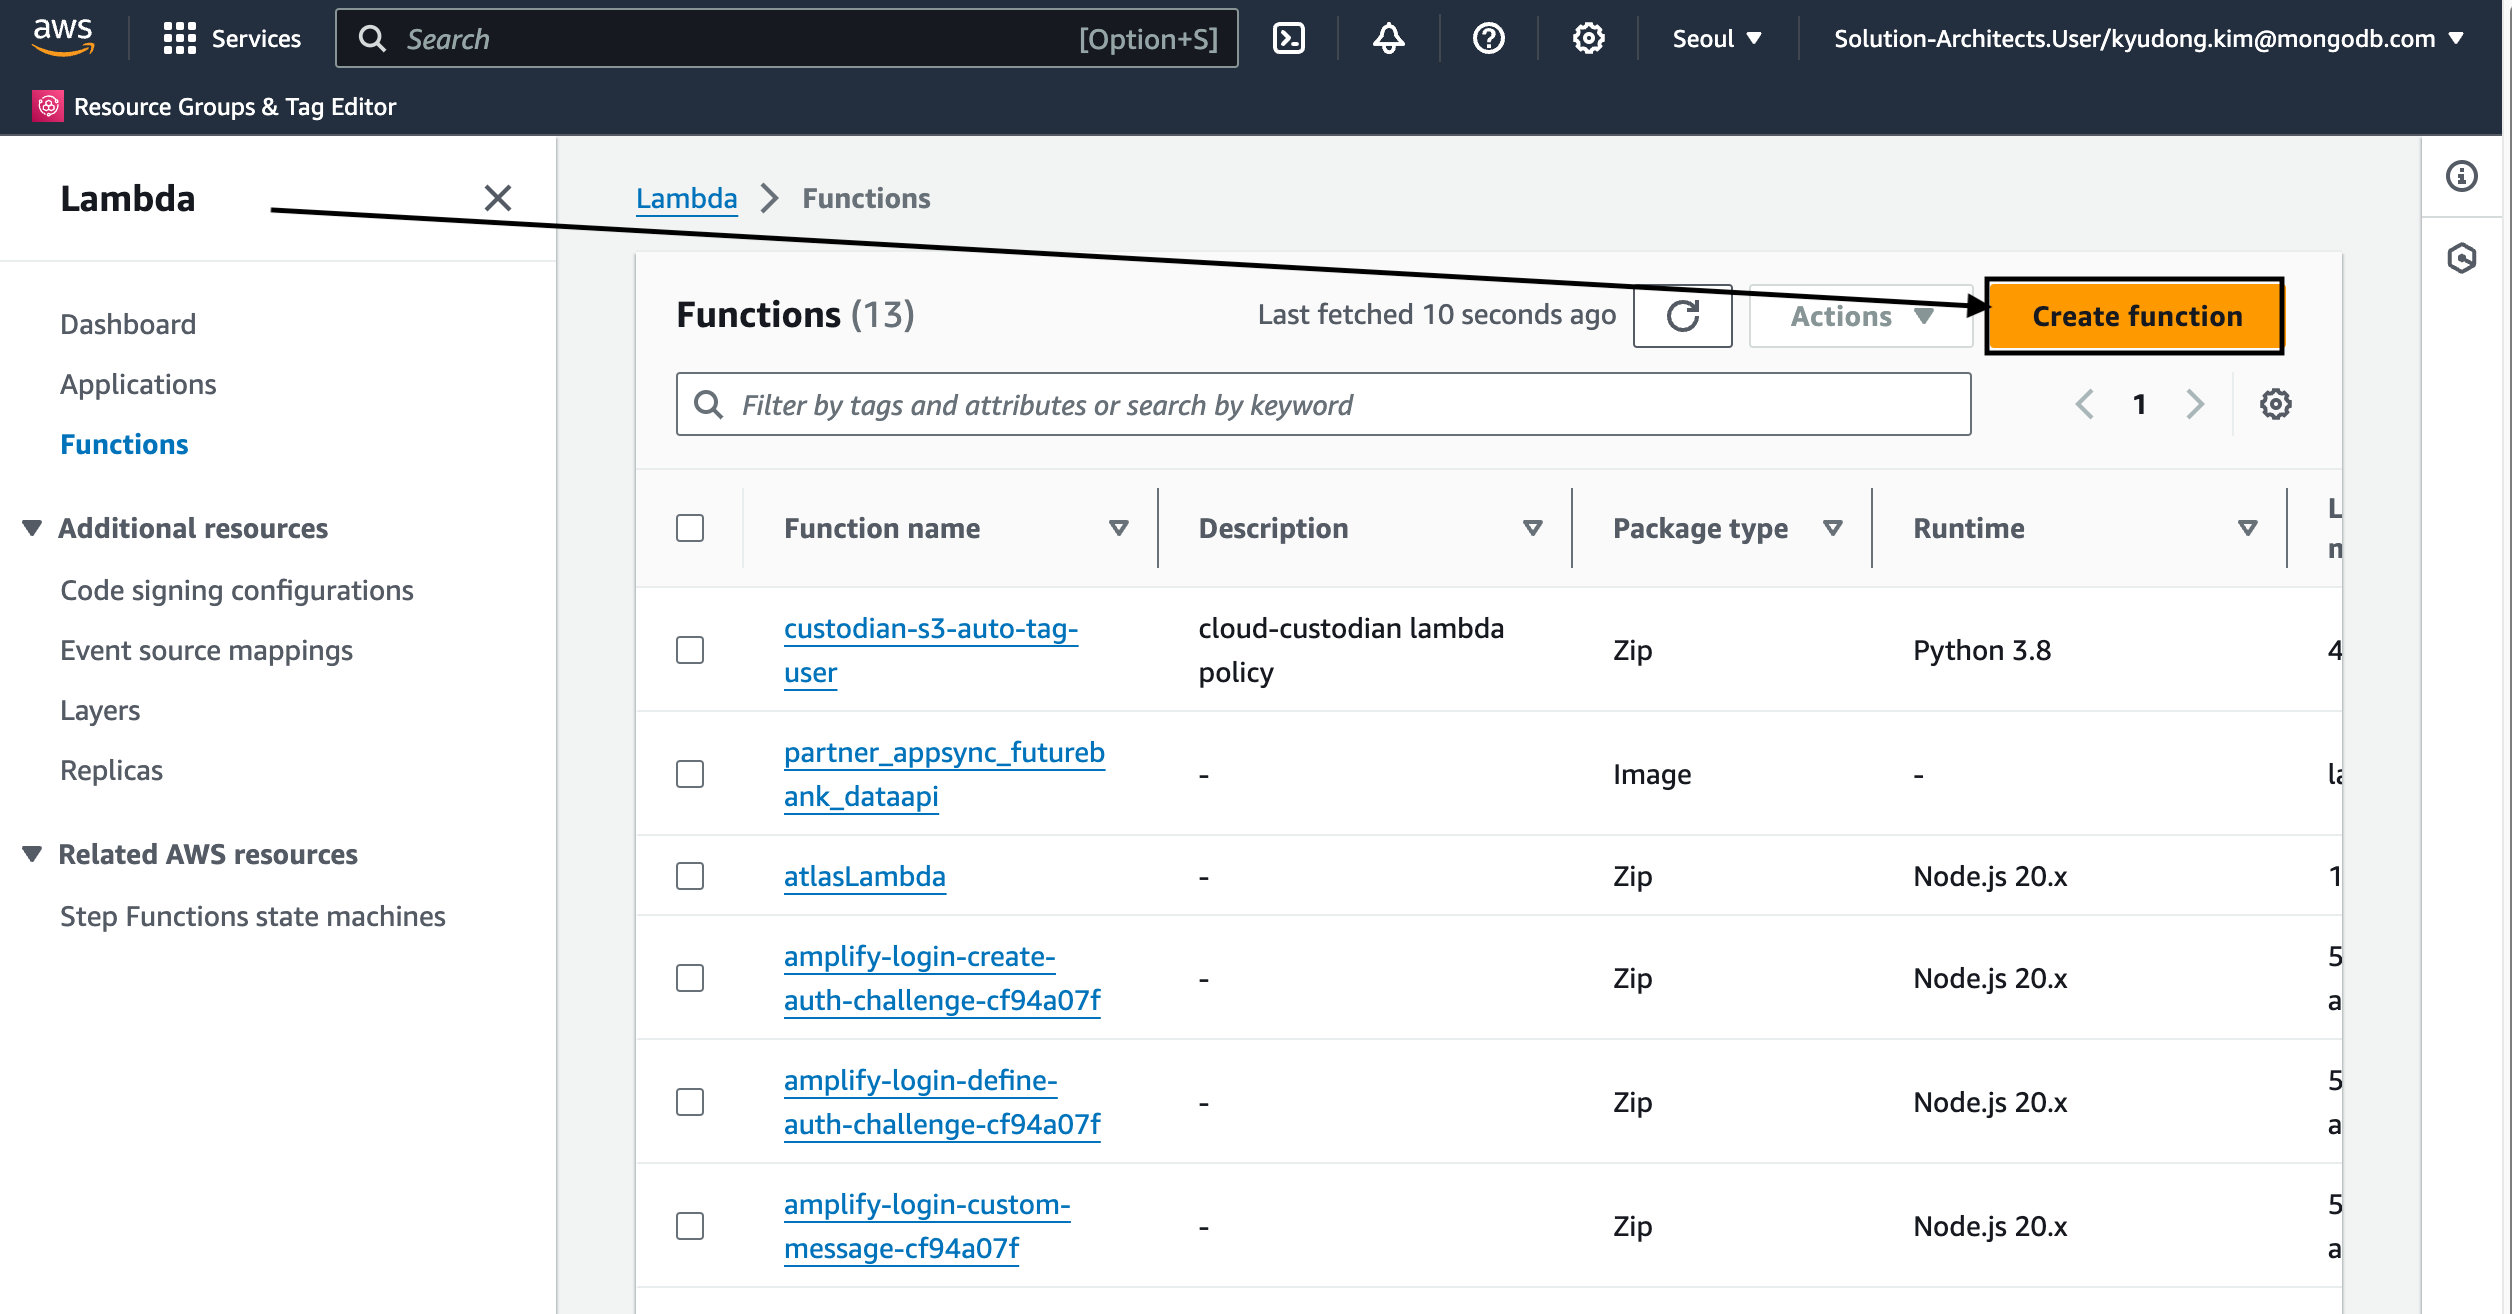 aws
Services
Search [Option+S]
Seoul
Solution-Architects.User/kyudong.kim@mongodb.com
Resource Groups & Tag Editor
Lambda
Dashboard
Applications
Functions
Additional resources
Code signing configurations
Event source mappings
Layers
Replicas
Related AWS resources
Step Functions state machines
Lambda Functions
Functions (13)
Last fetched 10 seconds ago
Actions
Create function
Filter by tags and attributes or search by keyword
1
Function name Description Package type Runtime
custodian-s3-auto-tag-
user
cloud-custodian lambda
policy
Zip
Python 3.8
4
partner_appsync_futureb
ank_dataapi
-
Image
-
la
atlasLambda - Zip Node.js 20.x 1
amplify-login-create-
auth-challenge-cf94a07f
-
Zip
Node.js 20.x
5
a
amplify-login-define-
auth-challenge-cf94a07f
-
Zip
Node.js 20.x
5
a
amplify-login-custom-
message-cf94a07f
-
Zip
Node.js 20.x
5
a